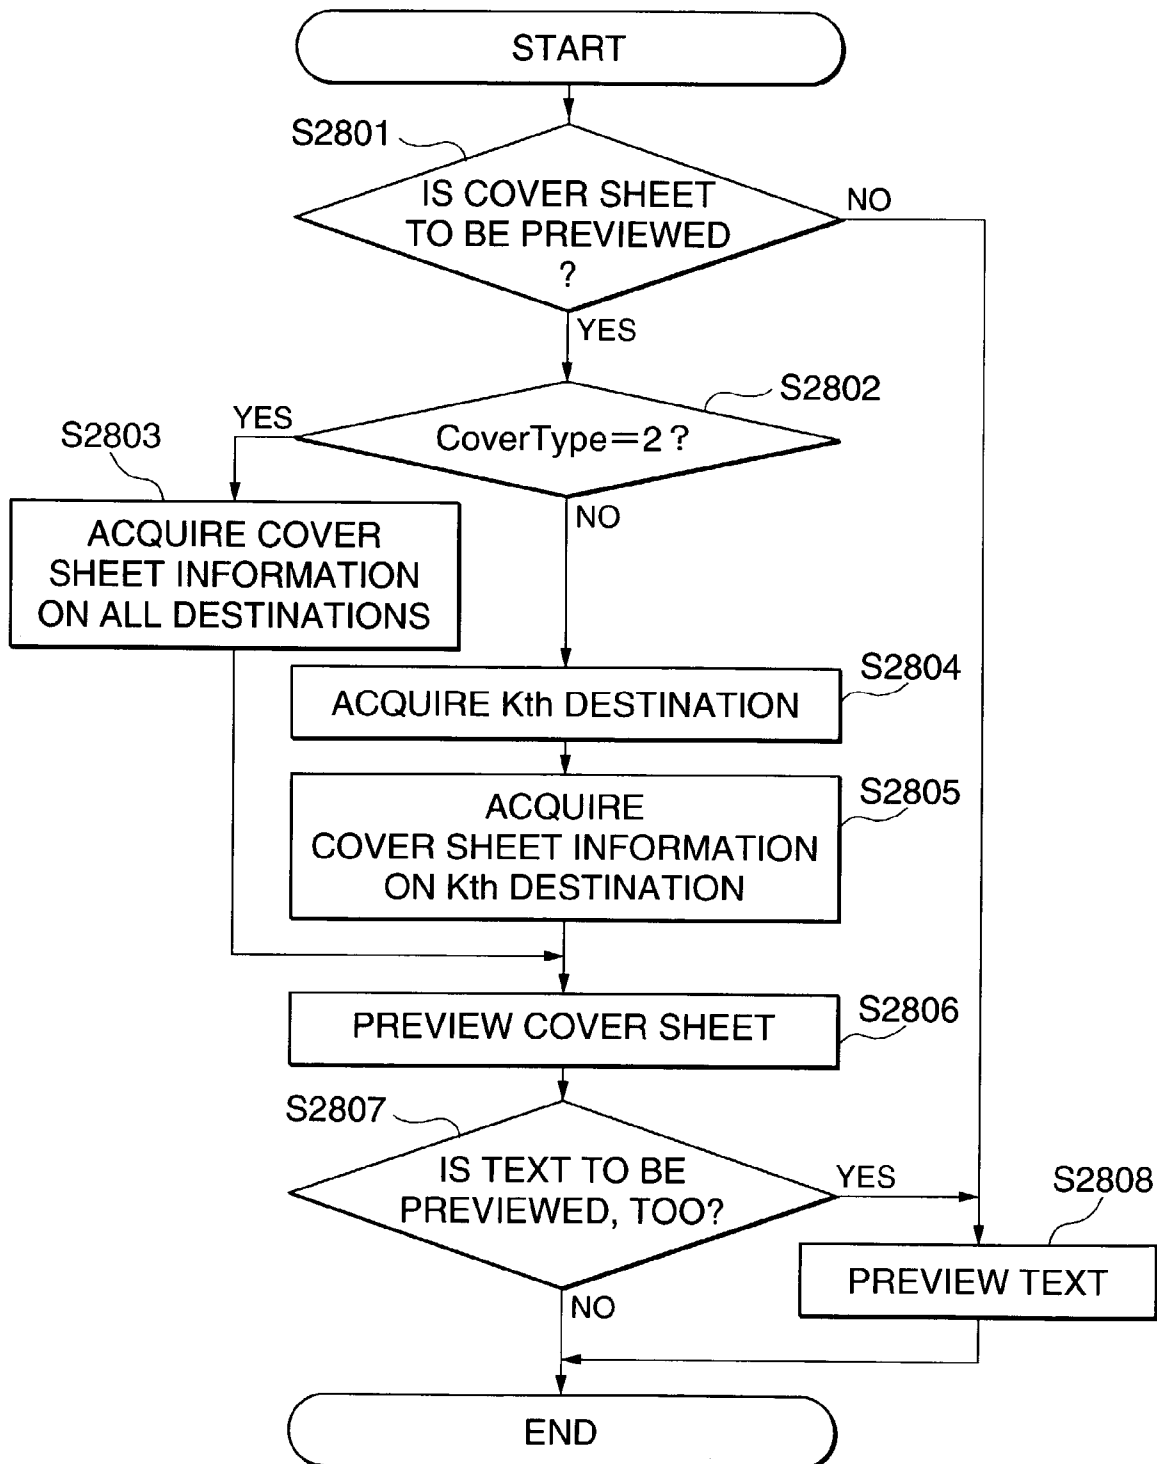 START
S2801
IS COVER SHEET
TO BE PREVIEWED
?
NO
YES
S2802
YES
CoverType=2?
S2803
NO
ACQUIRE COVER
SHEET INFORMATION
ON ALL DESTINATIONS
S2804
ACQUIRE Kth DESTINATION
S2805
ACQUIRE
COVER SHEET INFORMATION
ON Kth DESTINATION
S2806
PREVIEW COVER SHEET
S2807
IS TEXT TO BE
PREVIEWED, TOO?
YES
S2808
PREVIEW TEXT
NO
END